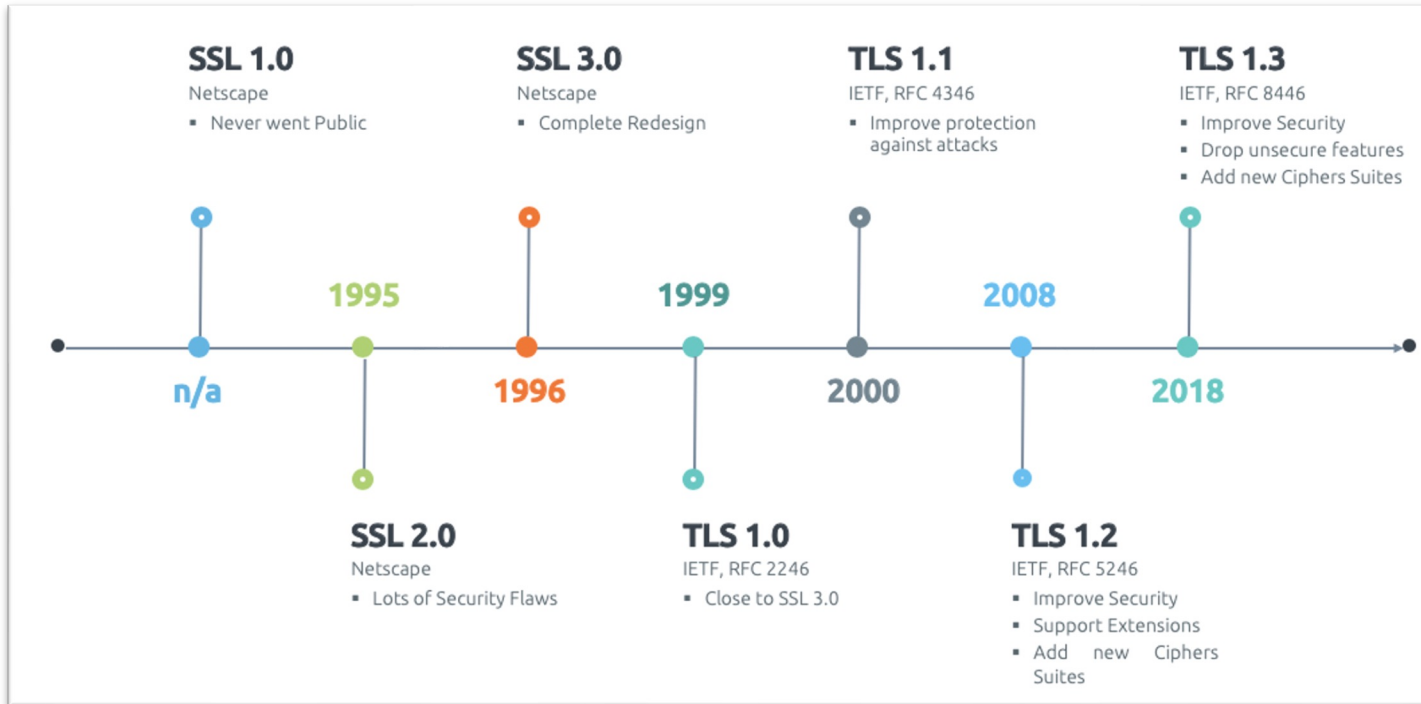 SSL 1.0
Netscape
▪ Never went Public
n/a
1995
SSL 2.0
Netscape
▪ Lots of Security Flaws
SSL 3.0
Netscape
▪ Complete Redesign
1996
1999
TLS 1.0
IETF, RFC 2246
▪ Close to SSL 3.0
TLS 1.1
IETF, RFC 4346
▪ Improve protection
against attacks
2000
2008
TLS 1.2
IETF, RFC 5246
▪ Improve Security
▪ Support Extensions
▪ Add new Ciphers
Suites
TLS 1.3
IETF, RFC 8446
▪ Improve Security
▪ Drop unsecure features
▪ Add new Ciphers Suites
2018